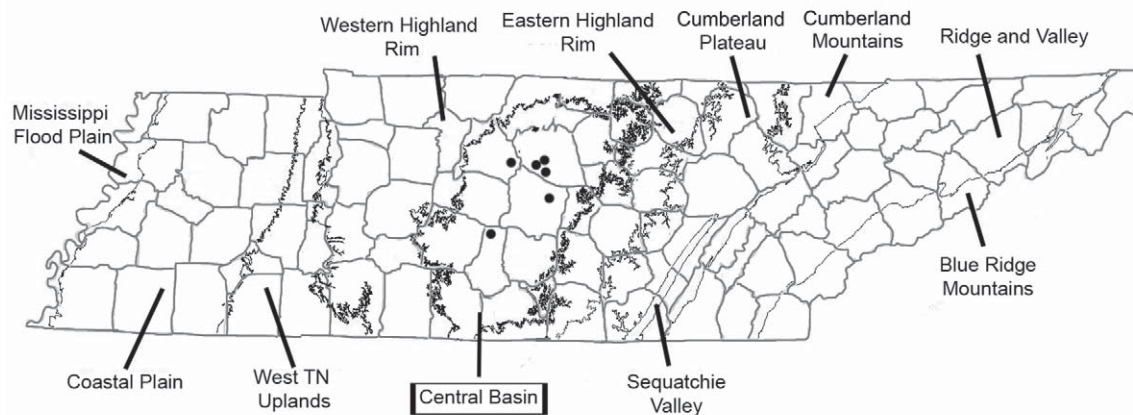 Western Highland
Rim
Eastern Highland
Rim
Cumberland
Plateau
Cumberland
Mountains
Ridge and Valley
Mississippi
Flood Plain
Blue Ridge
Mountains
Coastal Plain
West TN
Uplands
Central Basin
Sequatchie
Valley